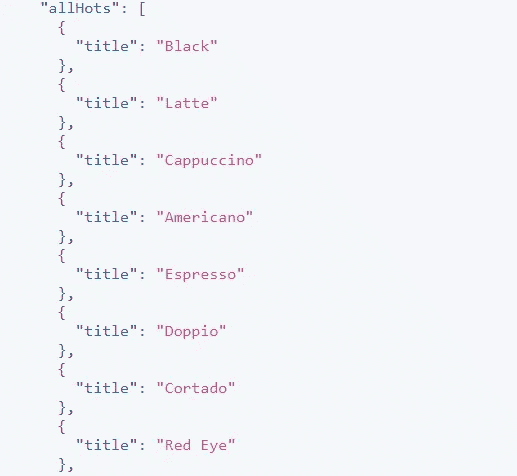 "allHots": [
{
"title": "Black"
},
{
"title": "Latte"
},
{
"title": "Cappuccino"
},
{
"title": "Americano"
},
{
"title": "Espresso"
},
{
"title": "Doppio"
},
{
"title": "Cortado"
},
{
"title": "Red Eye"
},